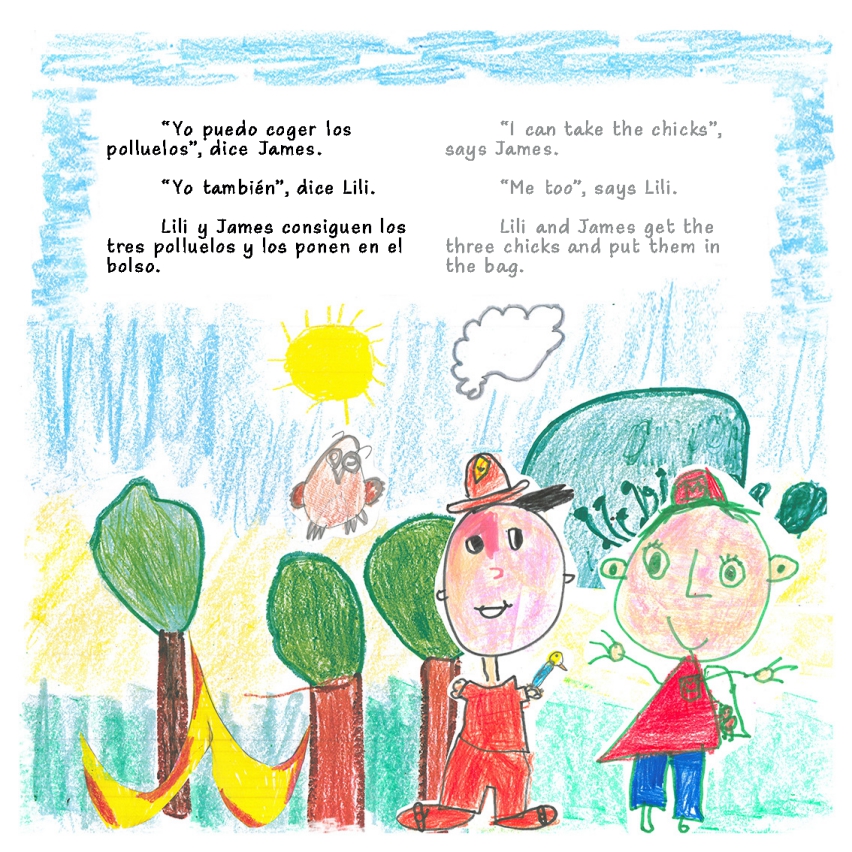 “Yo puedo coger los
polluelos”, dice James.
“Yo también”, dice Lili.
Lili y James consiguen los
tres polluelos y los ponen en el
bolso.
“I can take the chicks”,
says James.
“Me too”, says Lili.
Lili and James get the
three chicks and put them in
the bag.